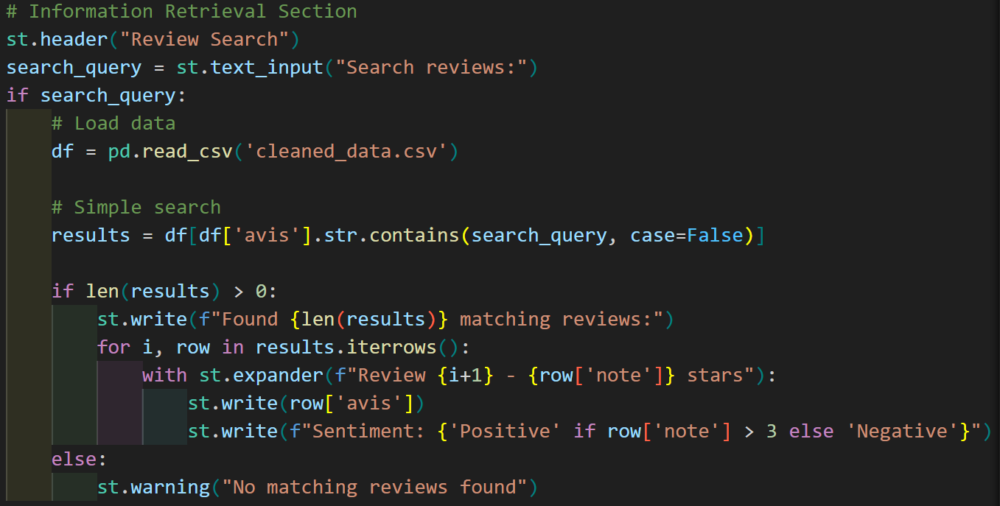 # Information Retrieval Section
st.header("Review Search")
search_query = st.text_input("Search reviews:")
if search_query:
    # Load data
    df = pd.read_csv('cleaned_data.csv')

    # Simple search
    results = df[df['avis'].str.contains(search_query, case=False)]

    if len(results) > 0:
        st.write(f"Found {len(results)} matching reviews:")
        for i, row in results.iterrows():
            with st.expander(f"Review {i+1} - {row['note']} stars"):
                st.write(row['avis'])
                st.write(f"Sentiment: {'Positive' if row['note'] > 3 else 'Negative'}")
    else:
        st.warning("No matching reviews found")